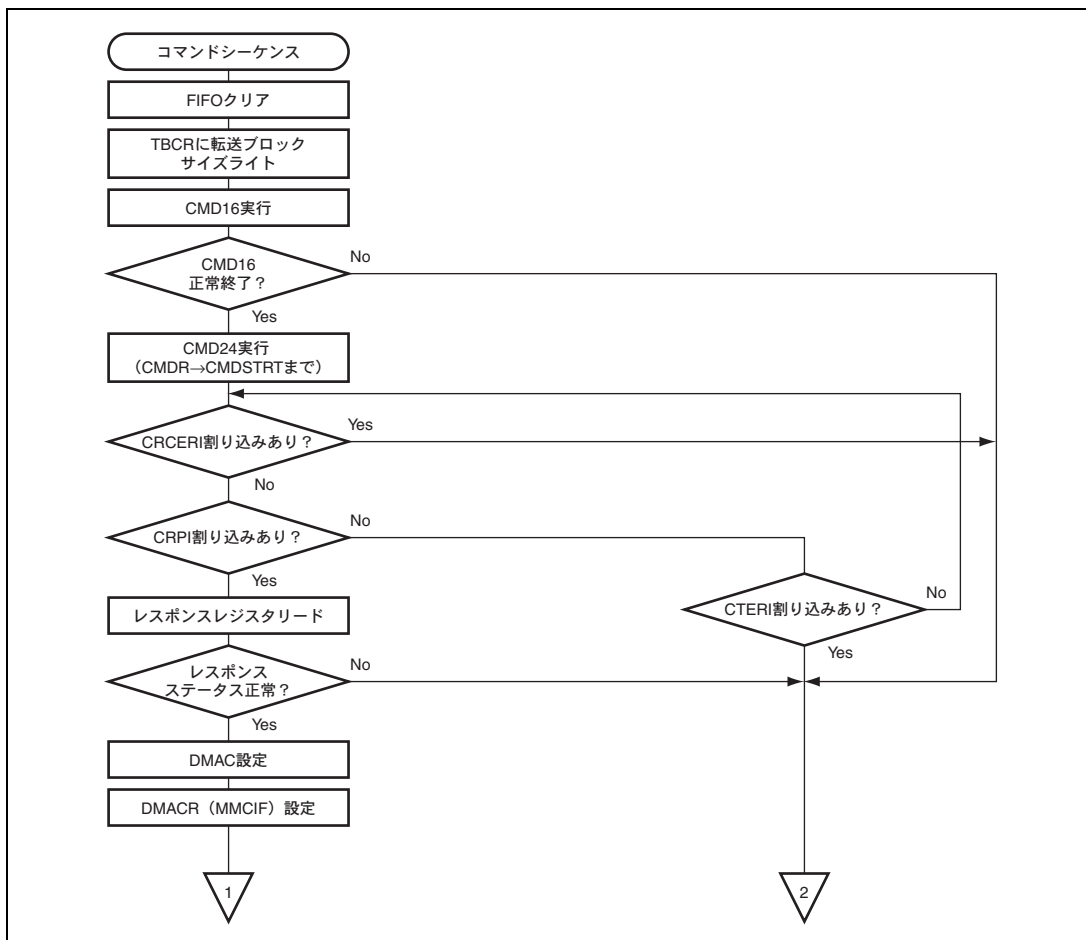 コマンドシーケンス
FIFOクリア
TBCRに転送ブロック
サイズライト
CMD16実行
CMD16
正常終了？
No
Yes
CMD24実行
（CMDR→CMDSTRTまで）
CRCERI割り込みあり？
Yes
No
CRPI割り込みあり？
No
Yes
CTERI割り込みあり？
No
Yes
レスポンスレジスタリード
レスポンス
ステータス正常？
No
Yes
DMAC設定
DMACR（MMCIF）設定
1
2